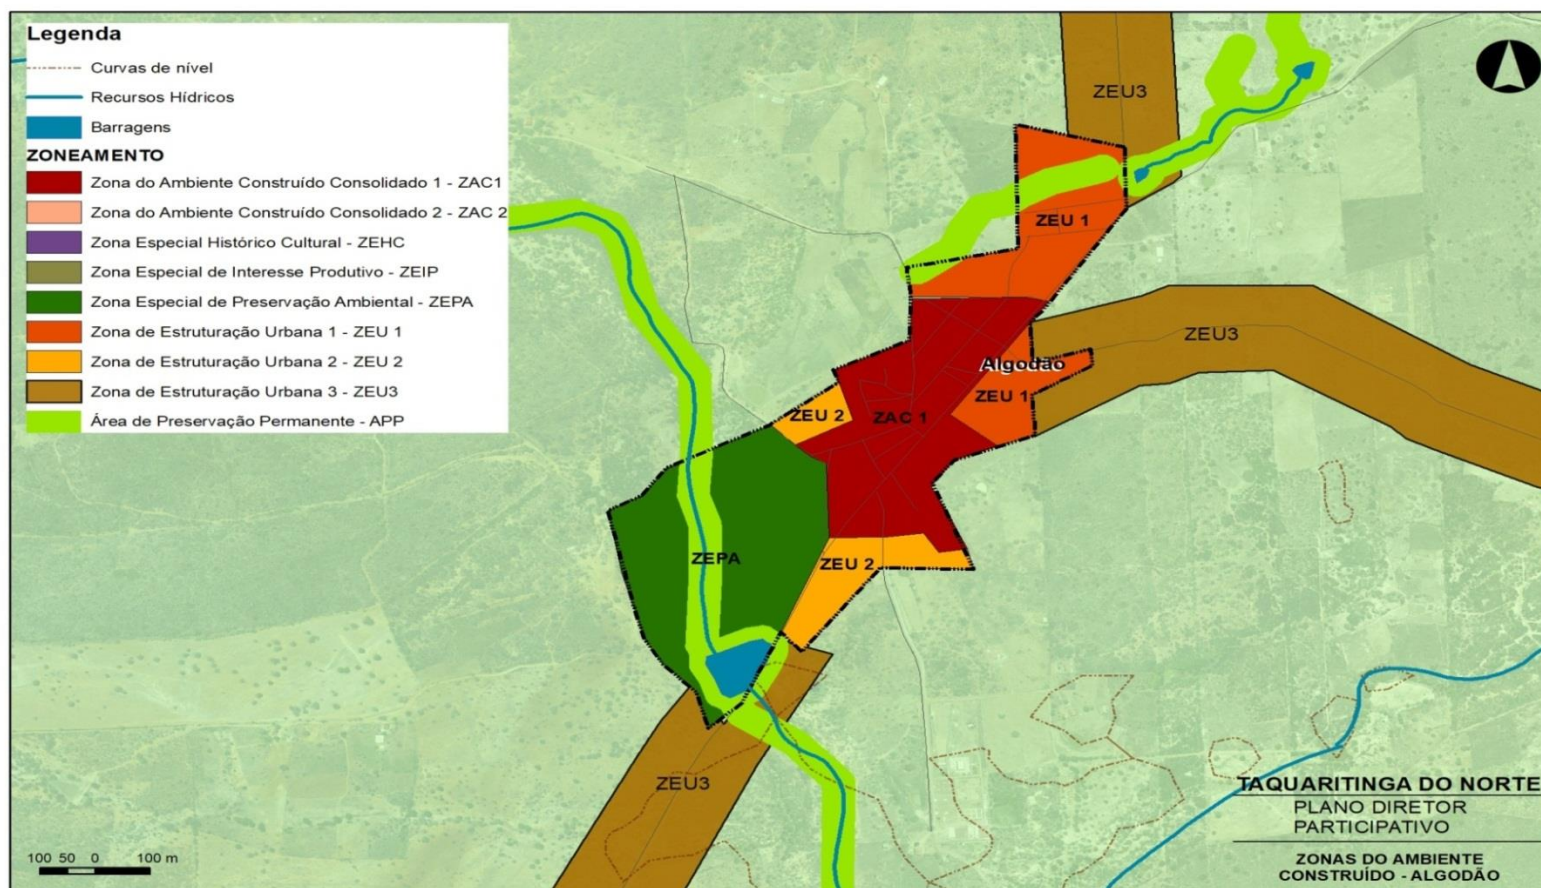 Legenda
Curvas de nível
Recursos Hídricos
Barragens
ZONEAMENTO
Zona do Ambiente Construído Consolidado 1 - ZAC1
Zona do Ambiente Construído Consolidado 2 - ZAC 2
Zona Especial Histórico Cultural - ZEHC
Zona Especial de Interesse Produtivo - ZEIP
Zona Especial de Preservação Ambiental - ZEPA
Zona de Estruturação Urbana 1 - ZEU 1
Zona de Estruturação Urbana 2 - ZEU 2
Zona de Estruturação Urbana 3 - ZEU3
Área de Preservação Permanente - APP
ZEU3
ZEU 1
ZEU3
Algodão
ZEU 1
ZEU 2
ZAC 1
ZEPA
ZEU 2
ZEU3
100 50 0 100 m
TAQUARITINGA DO NORTE
PLANO DIRETOR
PARTICIPATIVO
ZONAS DO AMBIENTE
CONSTRUÍDO - ALGODÃO